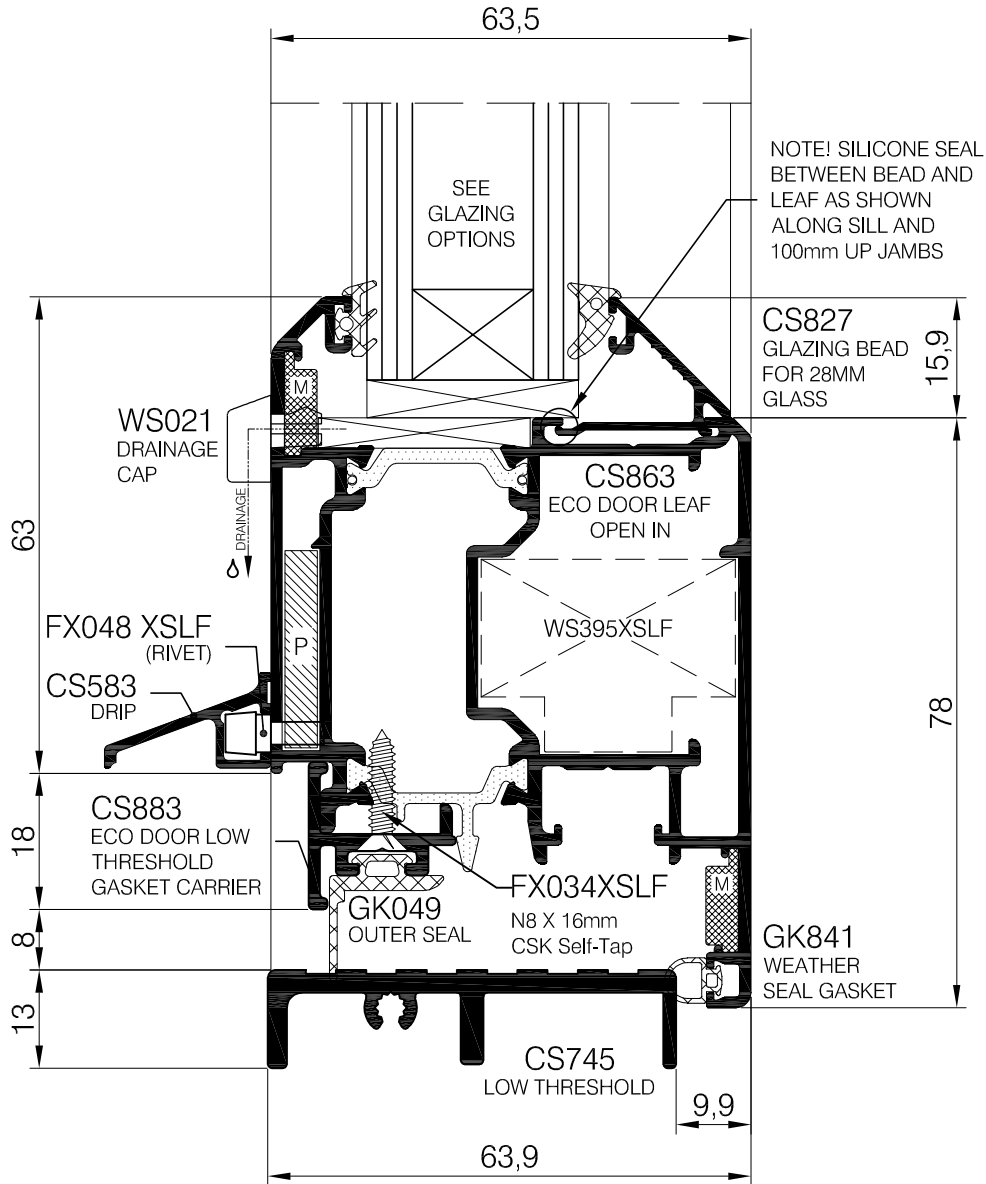 63,5
NOTE! SILICONE SEAL
BETWEEN BEAD AND
LEAF AS SHOWN
ALONG SILL AND
100mm UP JAMBS
SEE
GLAZING
OPTIONS
CS827
GLAZING BEAD
FOR 28MM
GLASS
15,9
M
WS021
DRAINAGE
CAP
CS863
ECO DOOR LEAF
OPEN IN
DRAINAGE
63
WS395XSLF
FX048 XSLF
(RIVET)
P
CS583
DRIP
78
CS883
ECO DOOR LOW
THRESHOLD
GASKET CARRIER
18
FX034XSLF
N8 X 16mm
CSK Self-Tap
M
GK049
OUTER SEAL
8
GK841
WEATHER
SEAL GASKET
13
CS745
LOW THRESHOLD
9,9
63,9